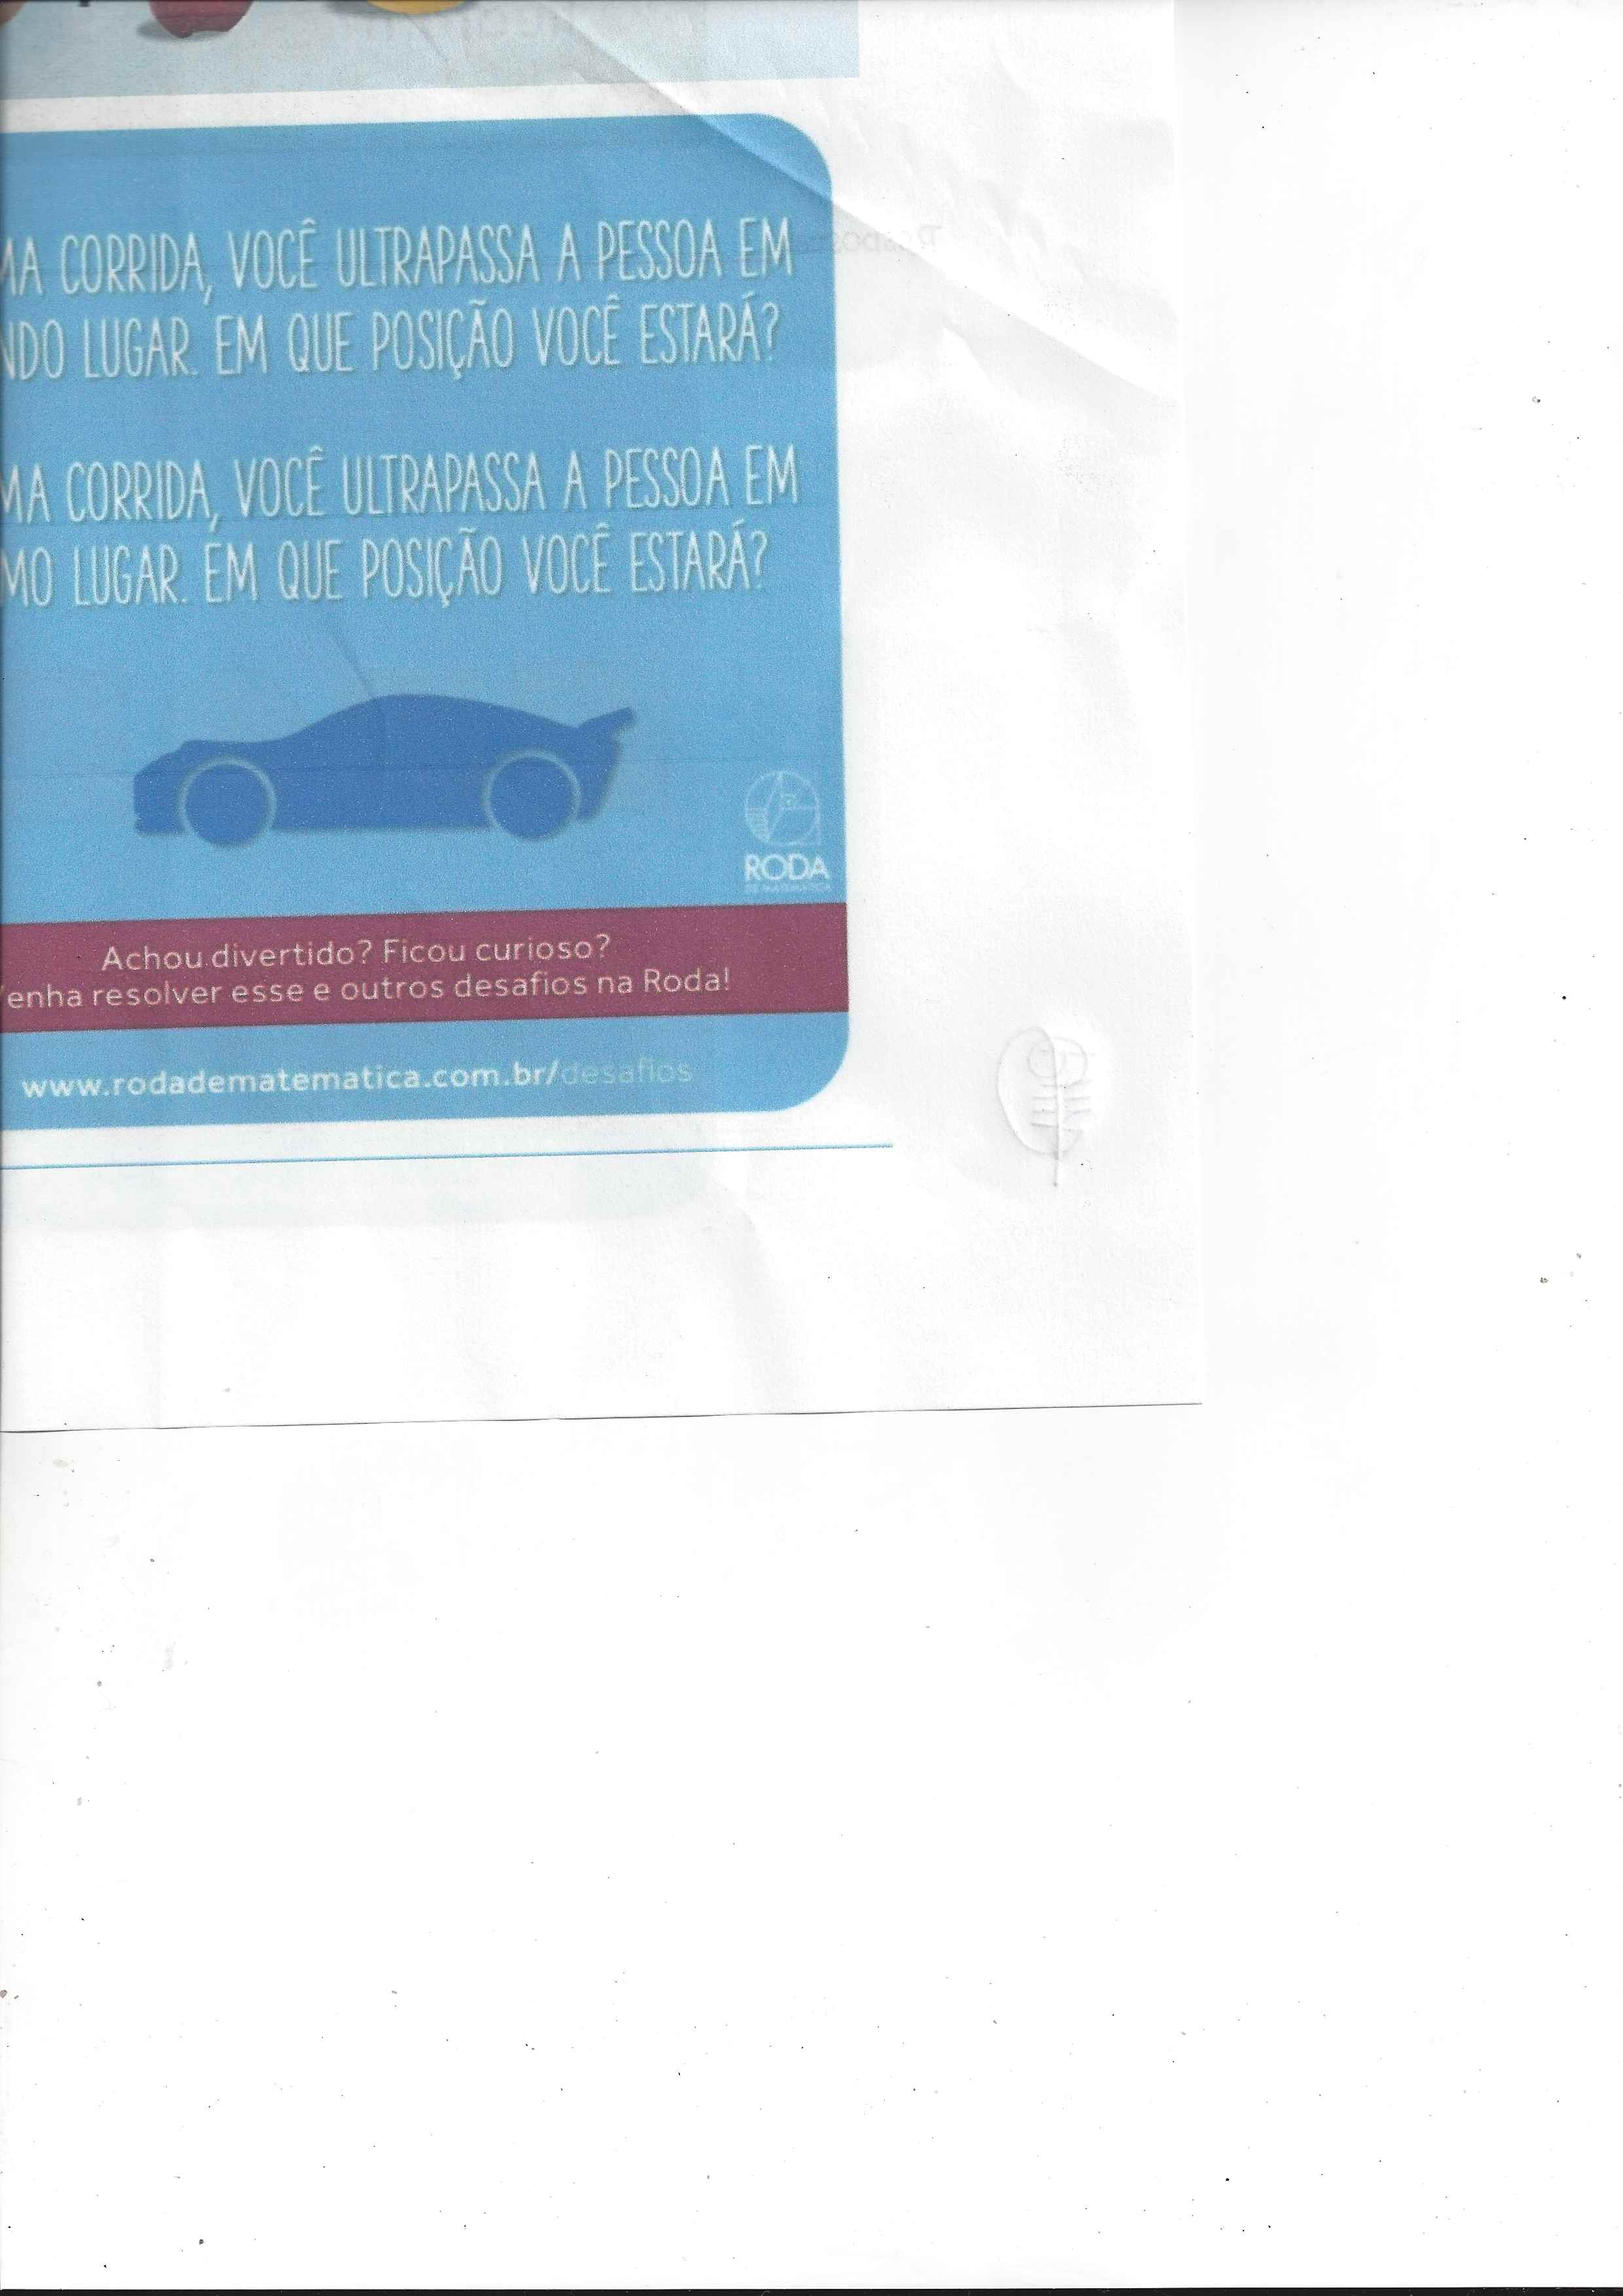 MA CORRIDA, VOCÊ ULTRAPASSA A PESSOA EM
NDO LUGAR. EM QUE POSIÇÃO VOCÊ ESTARÁ?
MA CORRIDA, VOCÊ ULTRAPASSA A PESSOA EM
MO LUGAR. EM QUE POSIÇÃO VOCÊ ESTARÁ?
RODA
DE MATEMÁTICA
Achou divertido? Ficou curioso?
enha resolver esse e outros desafios na Roda!
www.rodadematematica.com.br/desafios